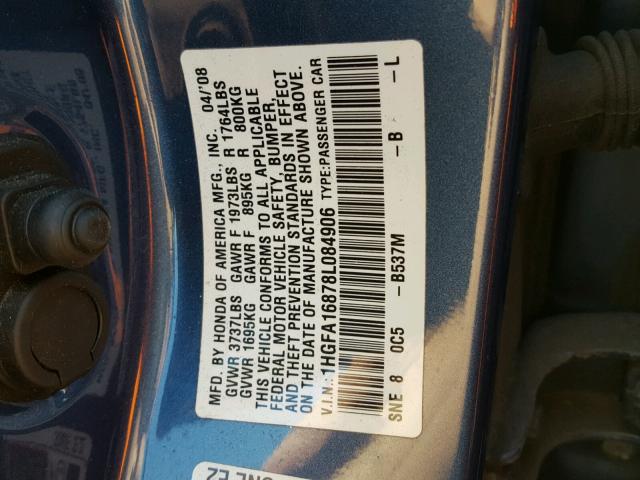 MFD. BY HONDA OF AMERICA MFG., INC. 04/'08
GVWR 3737LBS GAWR F 1973LBS R 1764LBS
GVWR 1695KG GAWR F 895KG R 800KG
THIS VEHICLE CONFORMS TO ALL APPLICABLE
FEDERAL MOTOR VEHICLE SAFETY, BUMPER,
AND THEFT PREVENTION STANDARDS IN EFFECT
ON THE DATE OF MANUFACTURE SHOWN ABOVE.
V.I.N.: 1HGFA16878L084906 TYPE:PASSENGER CAR
SNE 8 0C5 -B537M -B -L